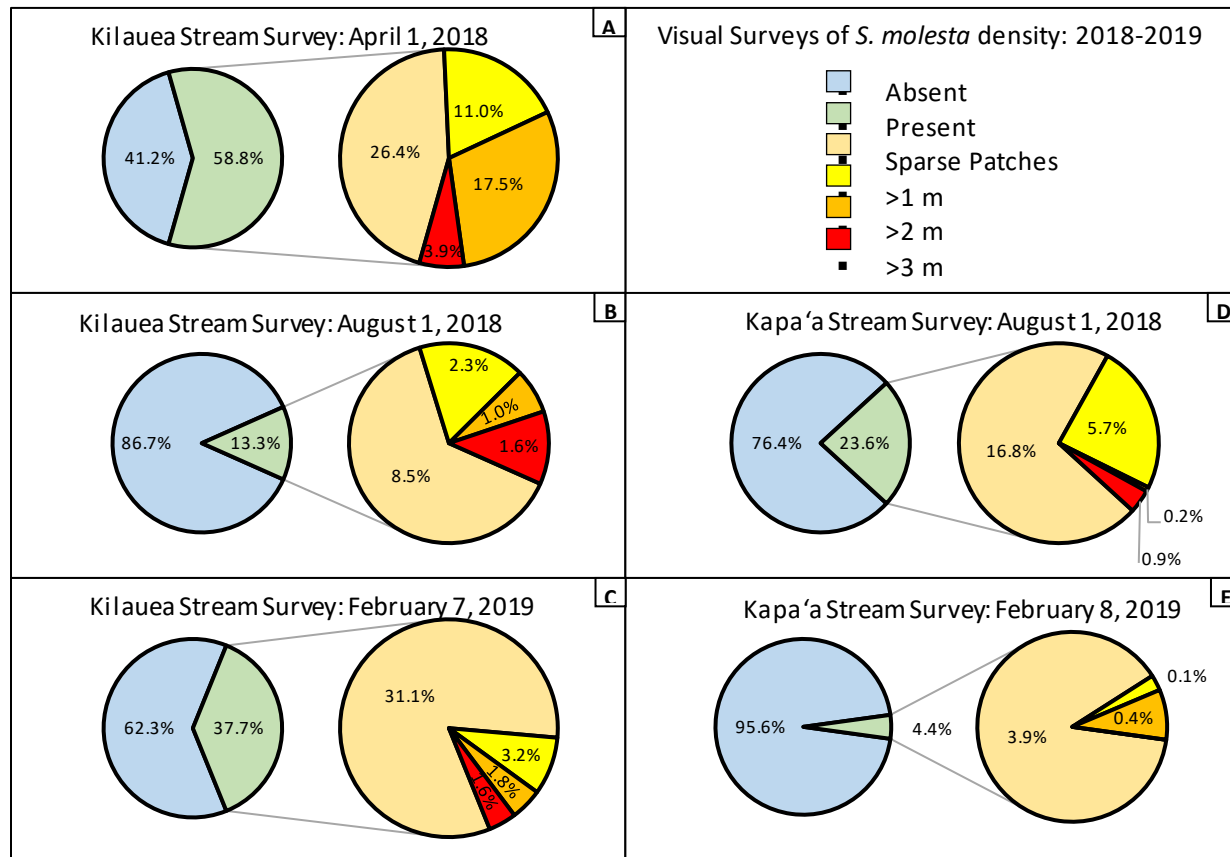 Kilauea Stream Survey: April 1, 2018
A
41.2%
58.8%
26.4%
11.0%
17.5%
3.9%
Visual Surveys of S. molesta density: 2018-2019
Absent
Present
Sparse Patches
>1 m
>2 m
>3 m
Kilauea Stream Survey: August 1, 2018
B
86.7%
13.3%
8.5%
2.3%
1.0%
1.6%
Kapa‘a Stream Survey: August 1, 2018
D
76.4%
23.6%
16.8%
5.7%
0.2%
0.9%
Kilauea Stream Survey: February 7, 2019
C
62.3%
37.7%
31.1%
3.2%
1.8%
1.6%
Kapa‘a Stream Survey: February 8, 2019
E
95.6%
4.4%
3.9%
0.1%
0.4%